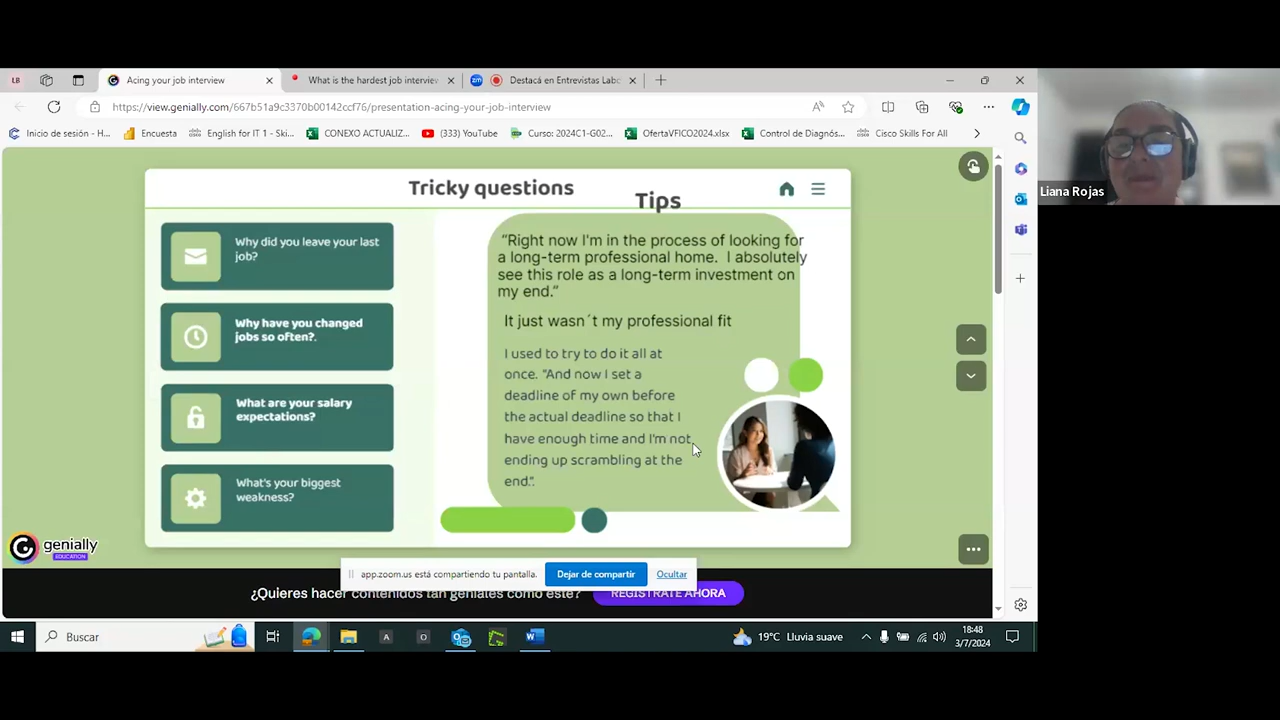 Acing your job interview
What is the hardest job interview
Destacá en Entrevistas Labo
https://view.genially.com/667b51a9c3370b00142ccf76/presentation-acing-your-job-interview
Inicio de sesión - H...
Encuesta
English for IT 1 - Ski...
CONEXO ACTUALIZ...
(333) YouTube
Curso: 2024C1-G02...
OfertaVFICO2024.xlsx
Control de Diagnós...
Cisco Skills For All
Liana Rojas
Tricky questions
Tips
Why did you leave your last
job?
Why have you changed
jobs so often?.
What are your salary
expectations?
What's your biggest
weakness?
“Right now I'm in the process of looking for
a long-term professional home. I absolutely
see this role as a long-term investment on
my end.”
It just wasn´t my professional fit
I used to try to do it all at
once. "And now I set a
deadline of my own before
the actual deadline so that I
have enough time and I'm not
ending up scrambling at the
end.".
genially
EDUCATION
app.zoom.us está compartiendo tu pantalla.
Dejar de compartir
Ocultar
¿Quieres hacer contenidos tan geniales como este?
REGÍSTRATE AHORA
Buscar
19°C Lluvia suave
18:48
3/7/2024